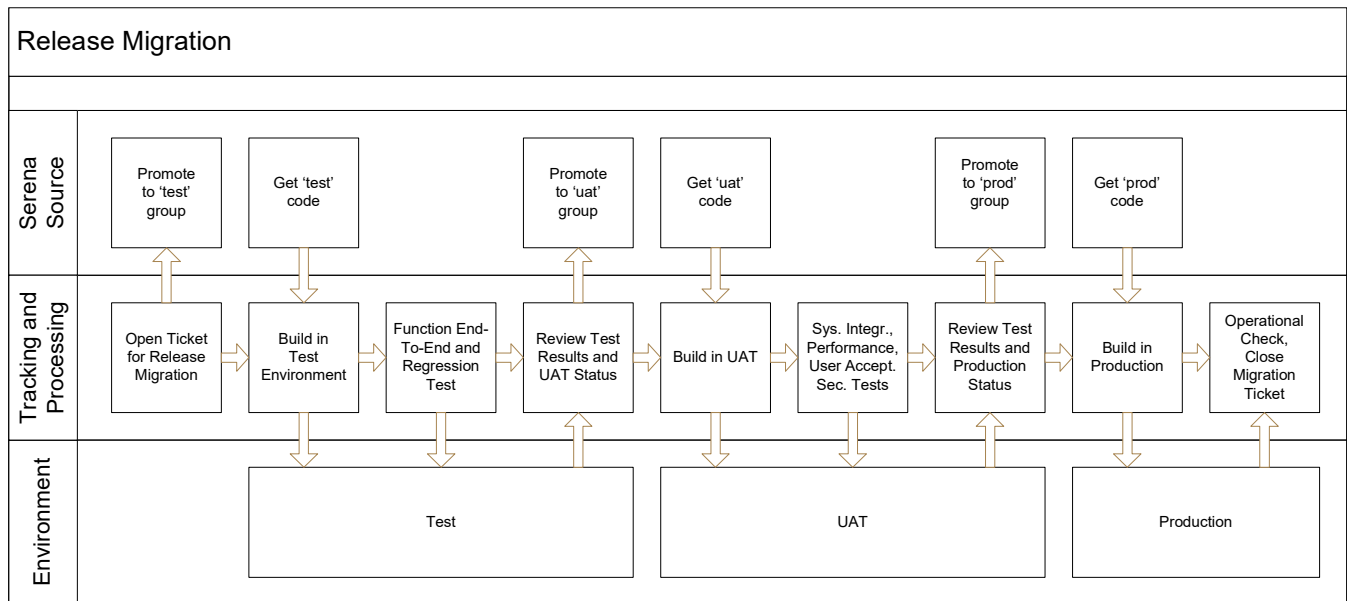 Release Migration
Serena
Source
Promote
to ‘test’
group
Get ‘test’
code
Promote
to ‘uat’
group
Get ‘uat’
code
Promote
to ‘prod’
group
Get ‘prod’
code
Tracking and
Processing
Open Ticket
for Release
Migration
Build in
Test
Environment
Function End-
To-End and
Regression
Test
Review Test
Results and
UAT Status
Build in UAT
Sys. Integr.,
Performance,
User Accept.
Sec. Tests
Review Test
Results and
Production
Status
Build in
Production
Operational
Check,
Close
Migration
Ticket
Environment
Test
UAT
Production